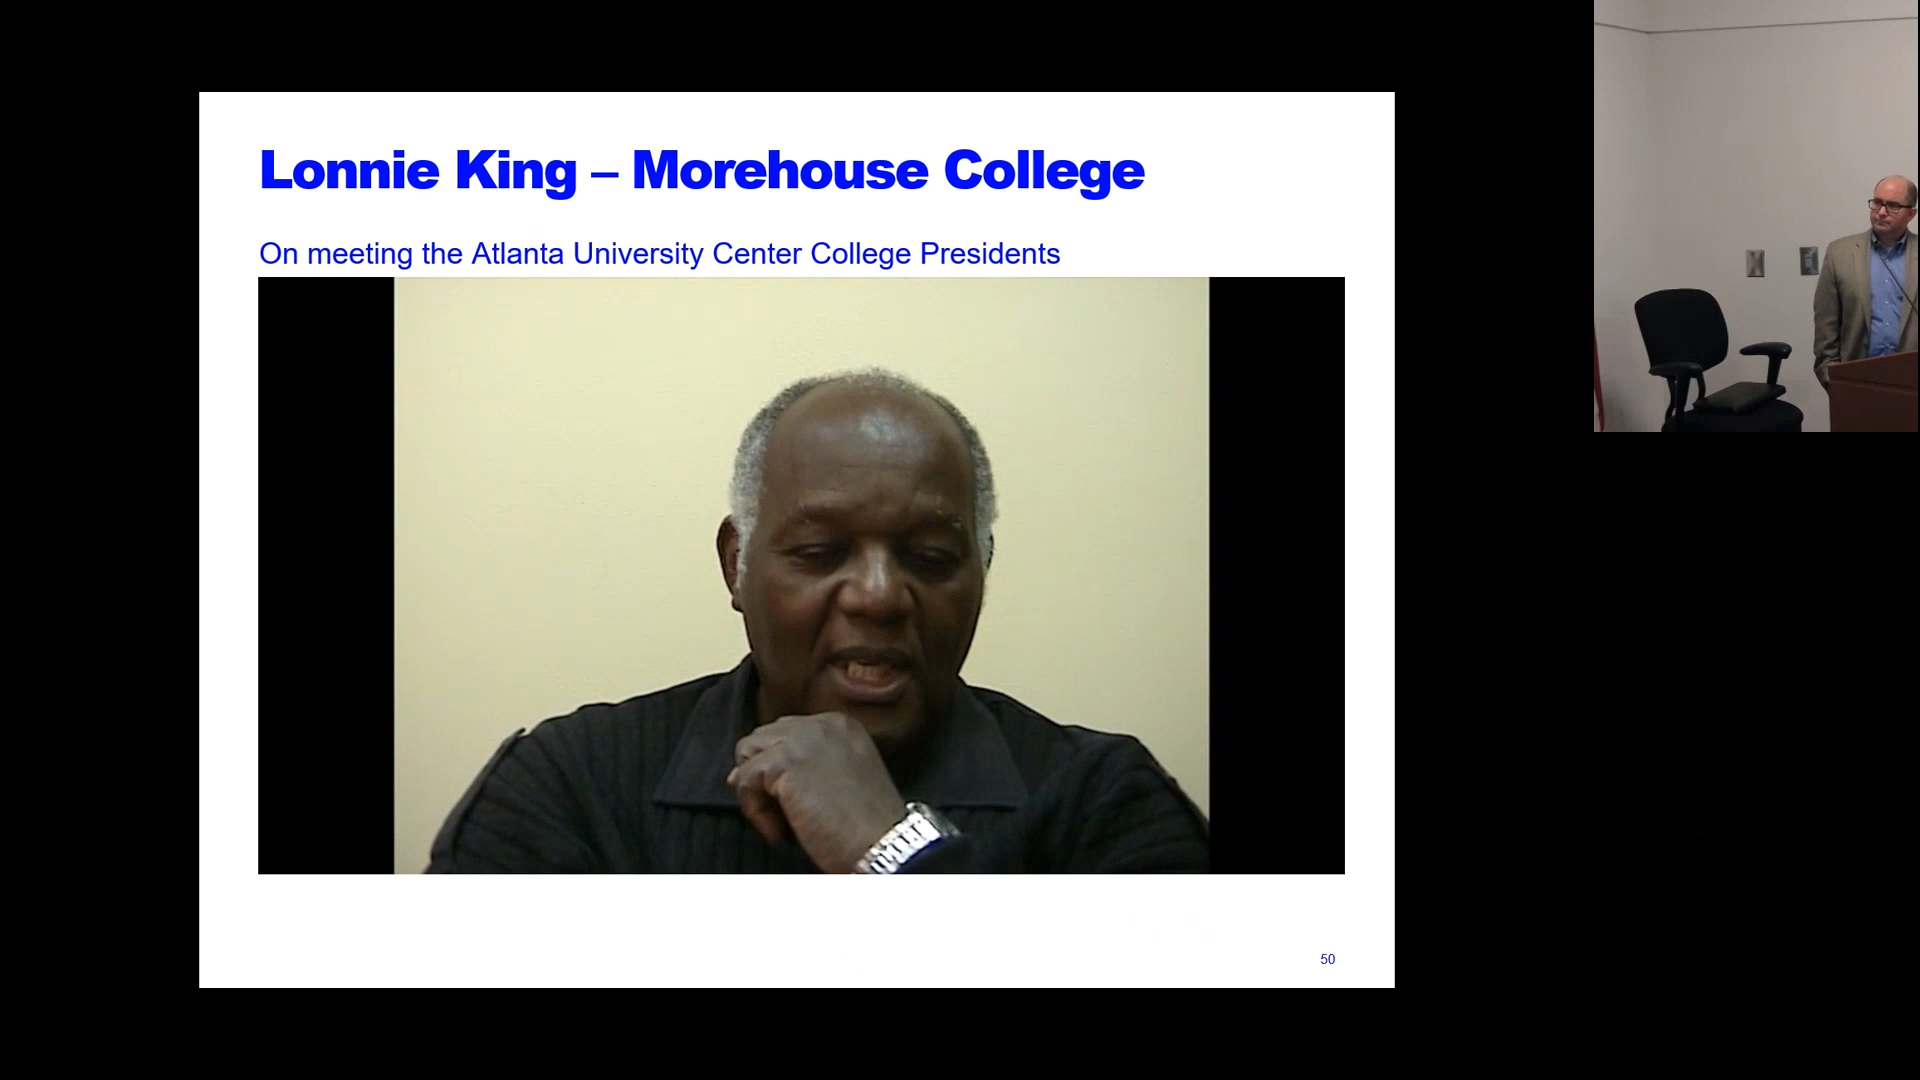 Lonnie King – Morehouse College
On meeting the Atlanta University Center College Presidents
50